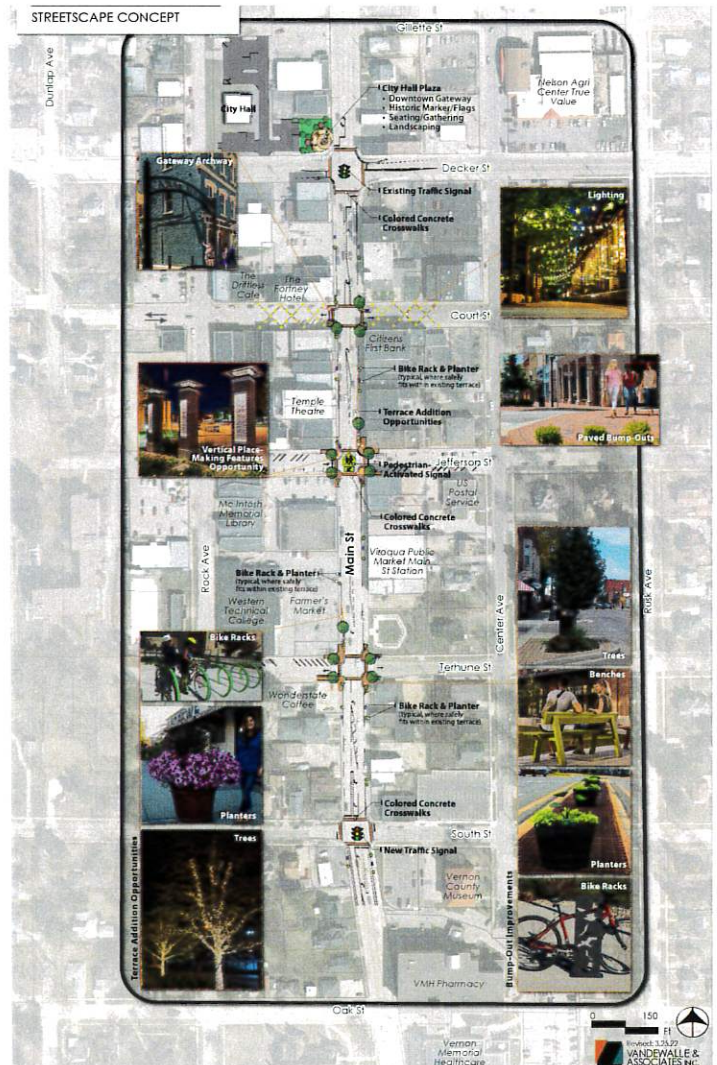 STREETSCAPE CONCEPT
Gillette St
Dunlap Ave
City Hall
City Hall Plaza
• Downtown Gateway
• Historic Marker/Flags
• Seating/Gathering
• Landscaping
Nelson Agri
Center True
Value
Gateway Archway
Decker St
Existing Traffic Signal
Colored Concrete
Crosswalks
Lighting
The
Driftless
Cafe
The
Fortney
Hotel
Court St
Citizens
First Bank
Bike Rack & Planter
(typical, where safely
fits within existing terrace)
Temple
Theatre
Terrace Addition
Opportunities
Paved Bump-Outs
Vertical Place-
Making Features
Opportunity
Jefferson St
Pedestrian-
Activated Signal
US
Postal
Service
McIntosh
Memorial
Library
Colored Concrete
Crosswalks
Main St
Viroqua Public
Market Main
St Station
Rock Ave
Bike Rack & Planter
(typical, where safely
fits within existing terrace)
Western
Technical
College
Farmer's
Market
Center Ave
Rusk Ave
Trees
Bike Racks
Terhune St
Benches
Wonderstate
Coffee
Bike Rack & Planter
(typical, where safely
fits within existing terrace)
Planters
Colored Concrete
Crosswalks
South St
New Traffic Signal
Planters
Trees
Terrace Addition Opportunities
Vernon
County
Museum
Bump-Out Improvements
Bike Racks
VMH Pharmacy
Oak St
0 150
Ft
Vernon
Memorial
Healthcare
Revised: 3.25.22
VANDEWALLE &
ASSOCIATES INC.